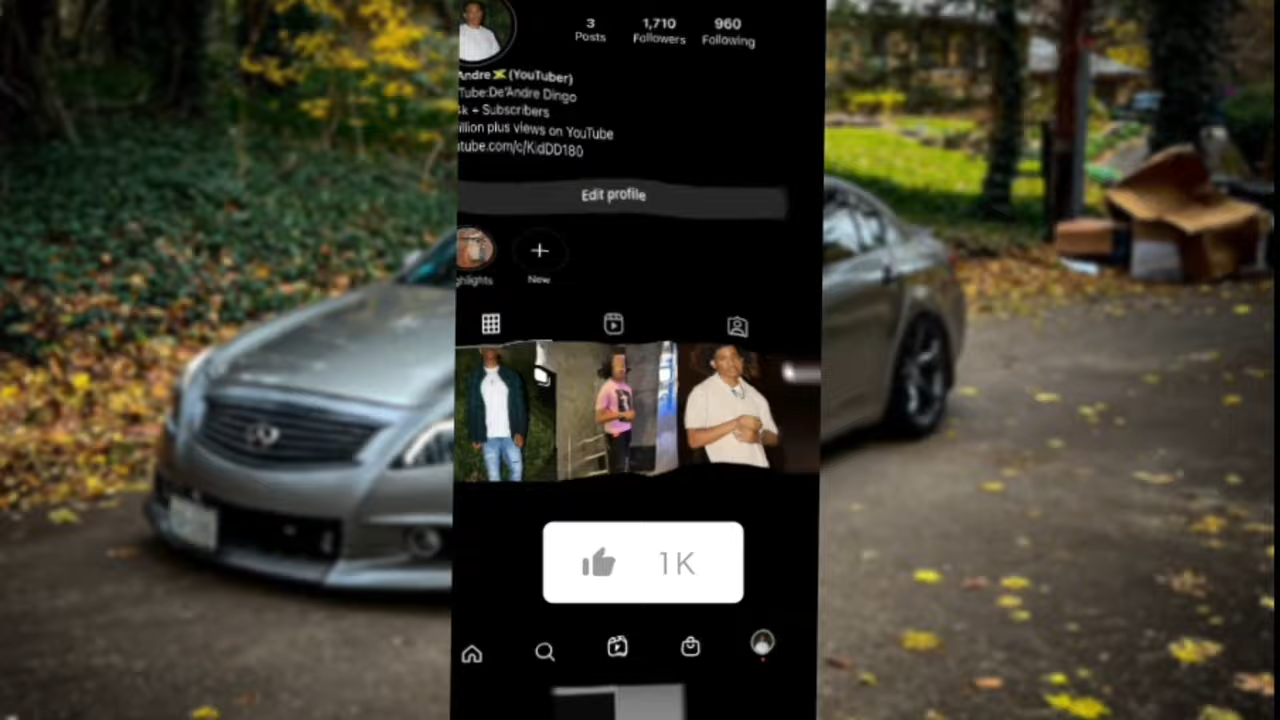 3 1,710 960
Posts Followers Following
Andre (YouTuber)
Tube:De'Andre Dingo
k + Subscribers
illion plus views on YouTube
utube.com/c/KidDD180
Edit profile
ghlights New
1K